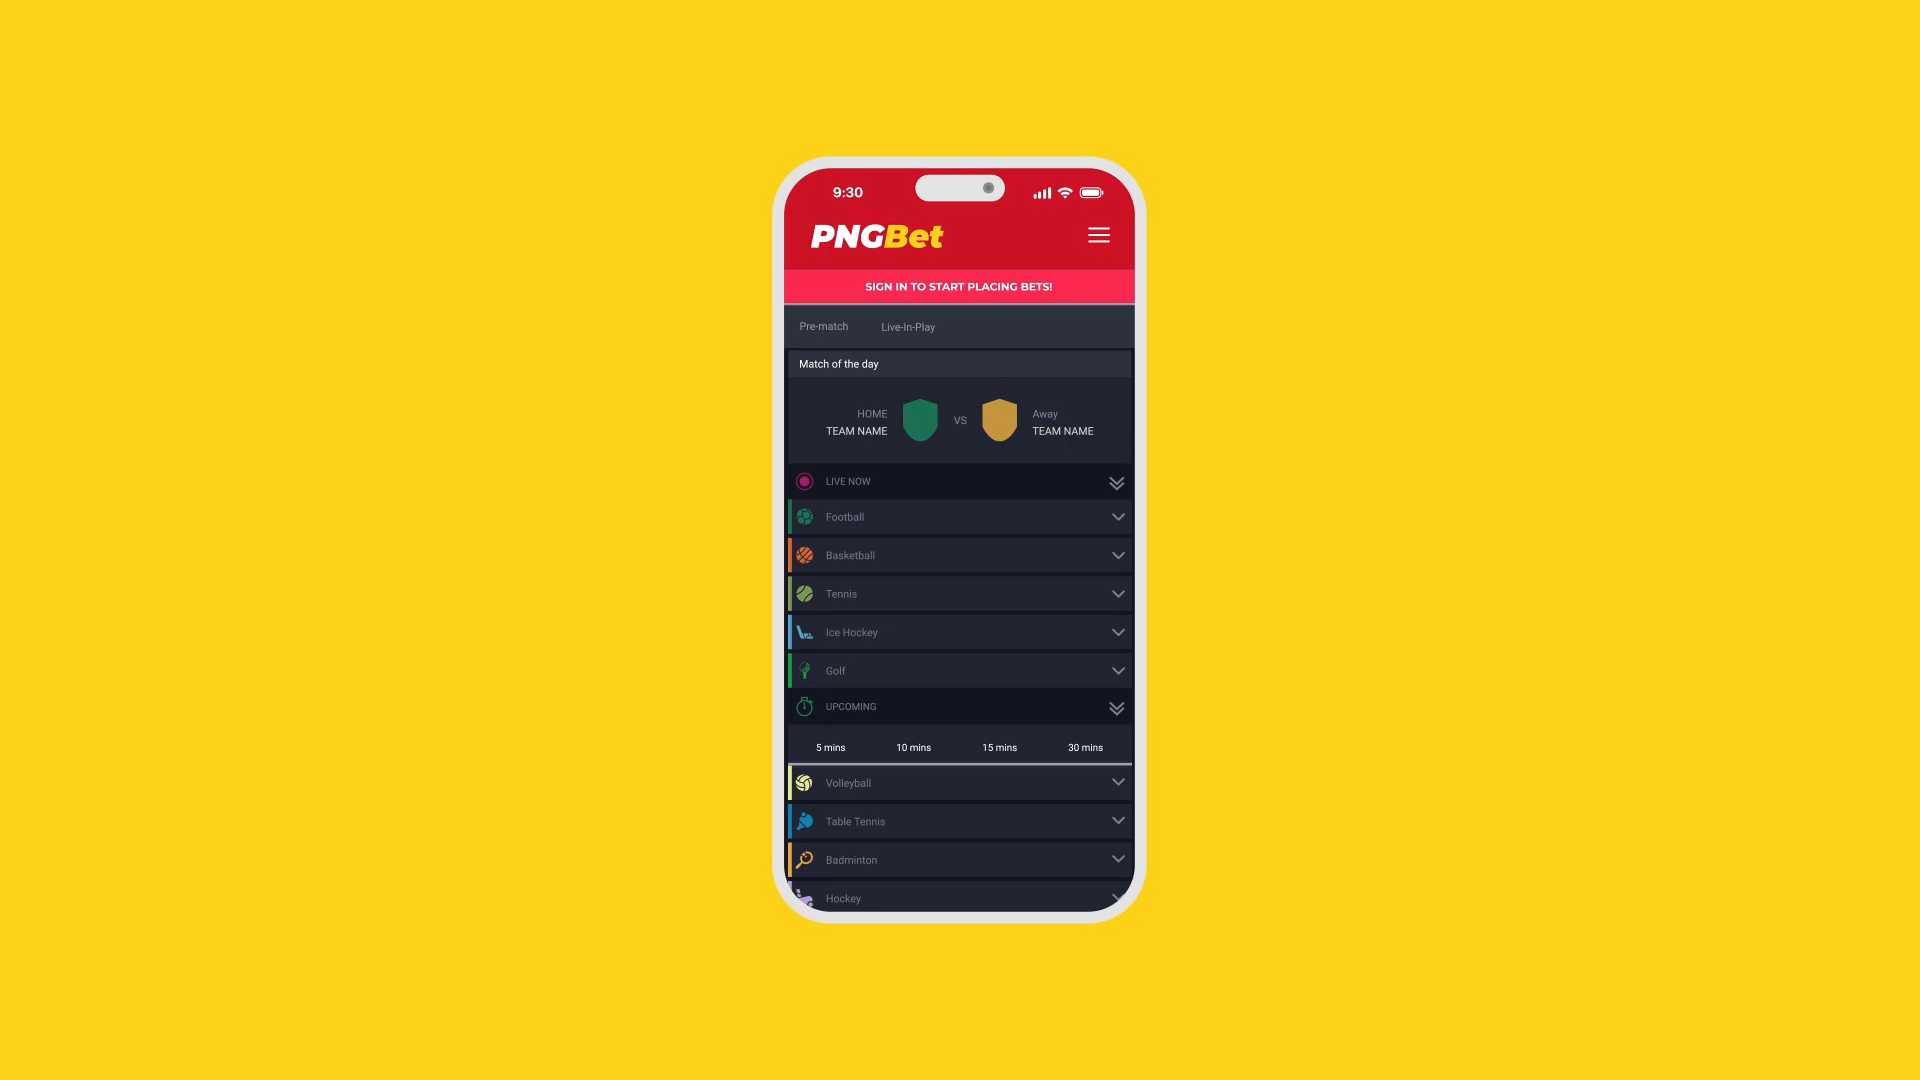 9:30
PNGBet
SIGN IN TO START PLACING BETS!
Pre-match Live-In-Play
Match of the day
HOME
TEAM NAME
VS
Away
TEAM NAME
LIVE NOW
Football
Basketball
Tennis
Ice Hockey
Golf
UPCOMING
5 mins 10 mins 15 mins 30 mins
Volleyball
Table Tennis
Badminton
Hockey